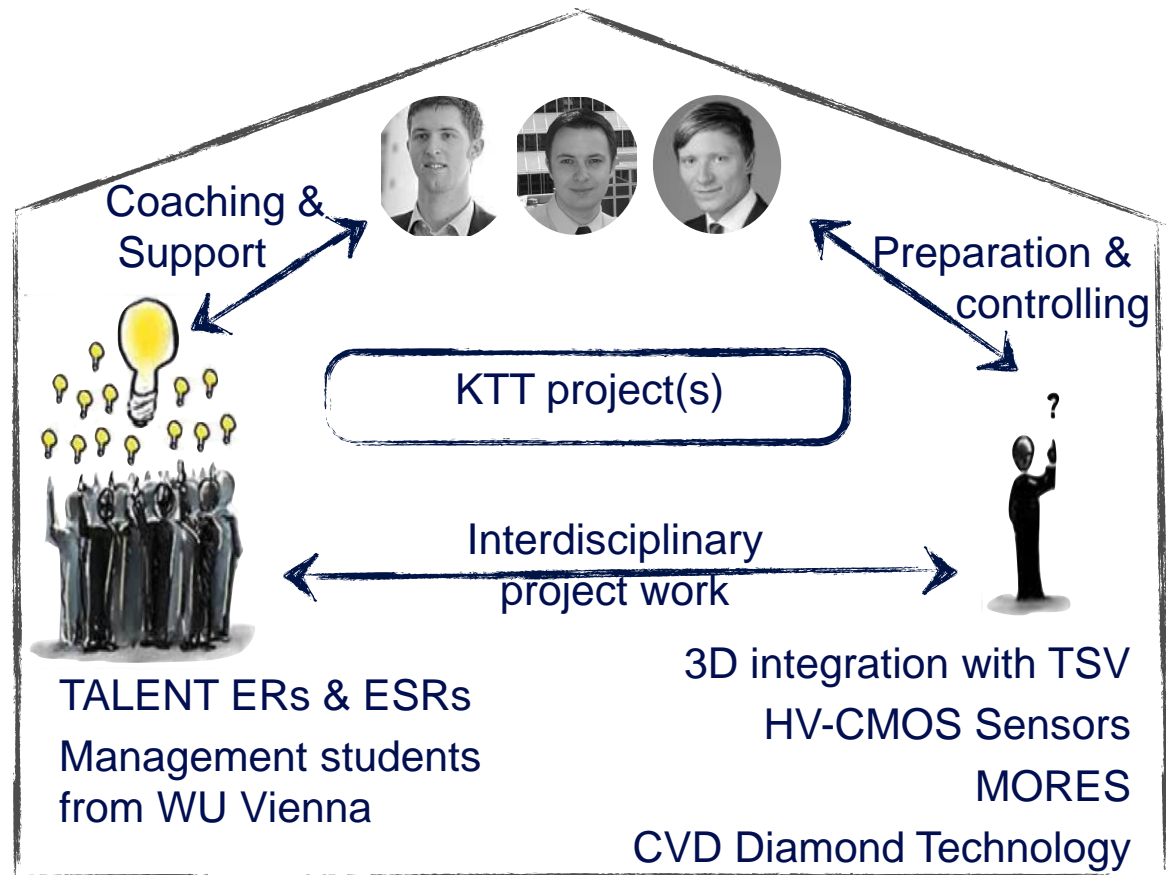 Coaching &
Support
Preparation &
controlling
KTT project(s)
?
Interdisciplinary
project work
TALENT ERs & ESRs
Management students
from WU Vienna
3D integration with TSV
HV-CMOS Sensors
MORES
CVD Diamond Technology